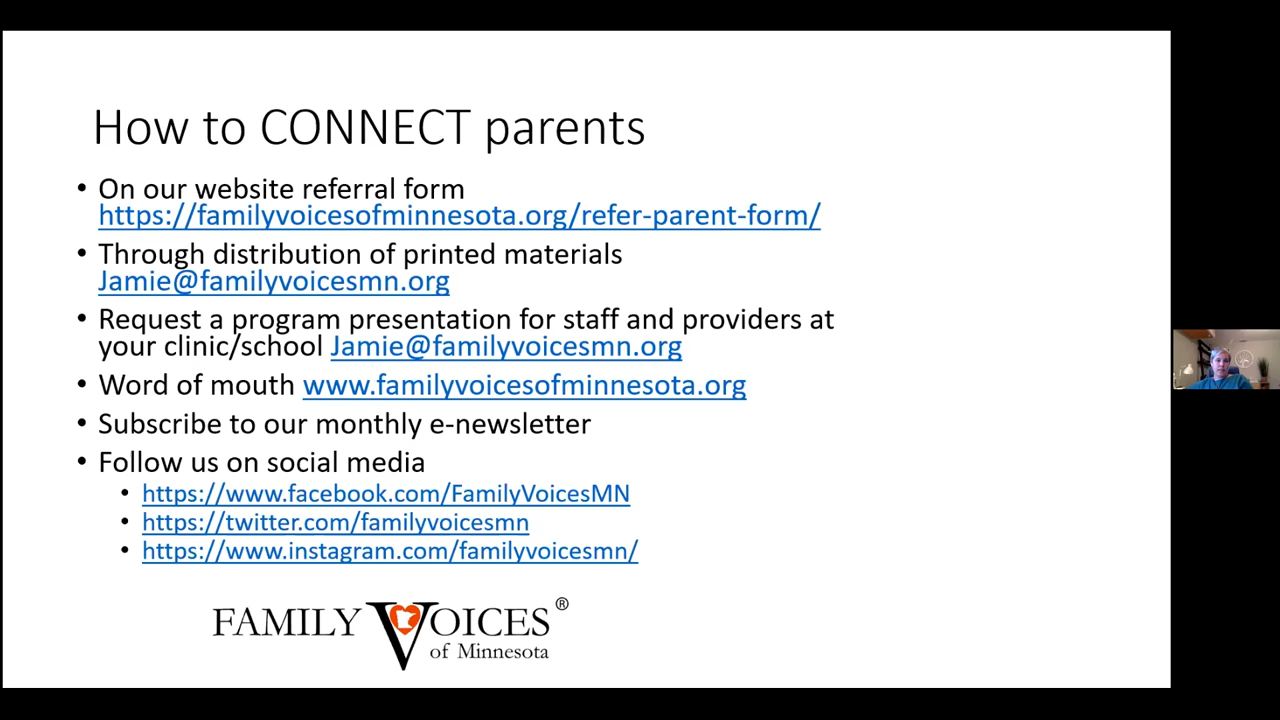 How to CONNECT parents
• On our website referral form
https://familyvoicesofminnesota.org/refer-parent-form/
• Through distribution of printed materials
Jamie@familyvoicesmn.org
• Request a program presentation for staff and providers at
your clinic/school Jamie@familyvoicesmn.org
• Word of mouth www.familyvoicesofminnesota.org
• Subscribe to our monthly e-newsletter
• Follow us on social media
• https://www.facebook.com/FamilyVoicesMN
• https://twitter.com/familyvoicesmn
• https://www.instagram.com/familyvoicesmn/
FAMILY VOICES®
of Minnesota